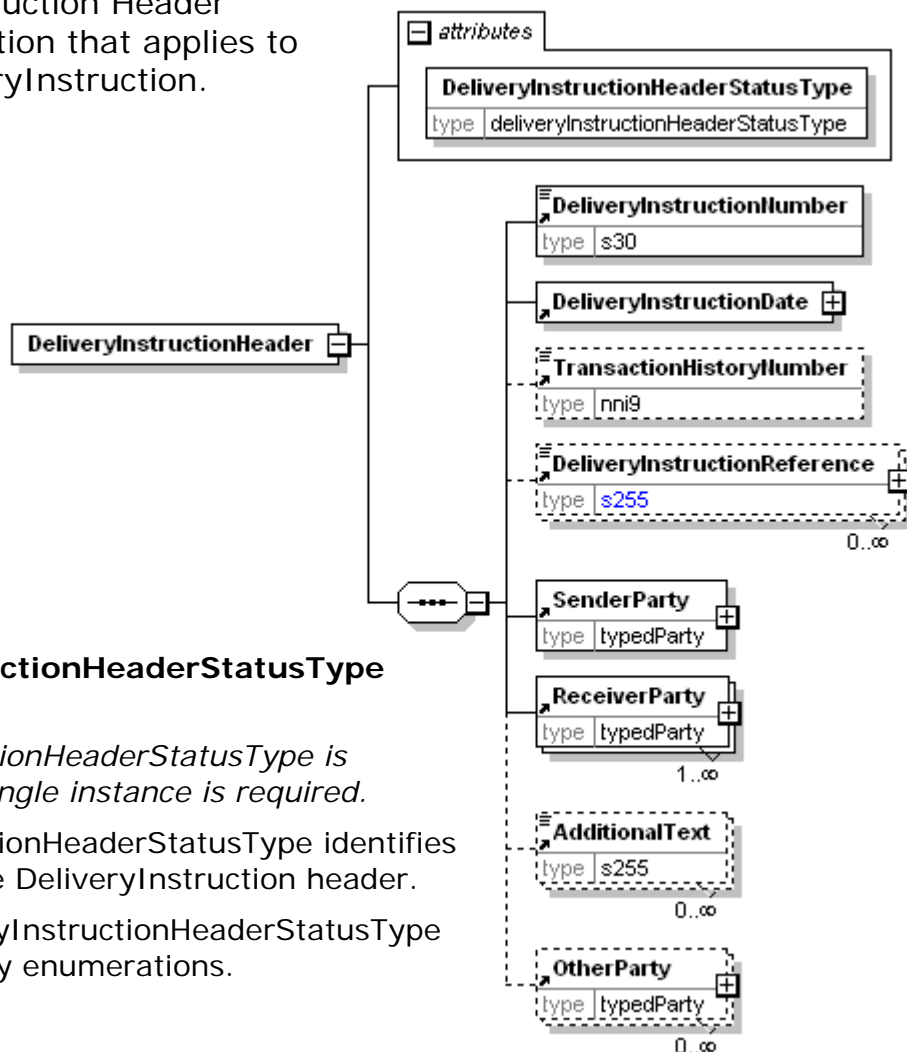 ruction Header
tion that applies to
ryInstruction.
attributes
DeliveryInstructionHeaderStatusType
type deliveryInstructionHeaderStatusType
DeliveryInstructionNumber
type s30
DeliveryInstructionDate
DeliveryInstructionHeader
TransactionHistoryNumber
type nni9
DeliveryInstructionReference
type s255
0..∞
SenderParty
type typedParty
ReceiverParty
type typedParty
1..∞
AdditionalText
type s255
0..∞
OtherParty
type typedParty
0..∞
ctionHeaderStatusType
ionHeaderStatusType is
ngle instance is required.
ionHeaderStatusType identifies
e DeliveryInstruction header.
yInstructionHeaderStatusType
y enumerations.